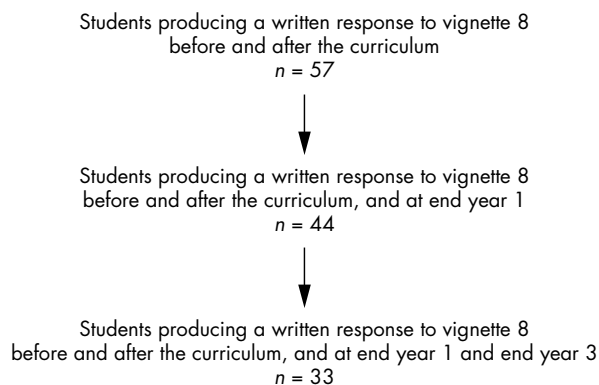 Students producing a written response to vignette 8
before and after the curriculum
n = 57
Students producing a written response to vignette 8
before and after the curriculum, and at end year 1
n = 44
Students producing a written response to vignette 8
before and after the curriculum, and at end year 1 and end year 3
n = 33